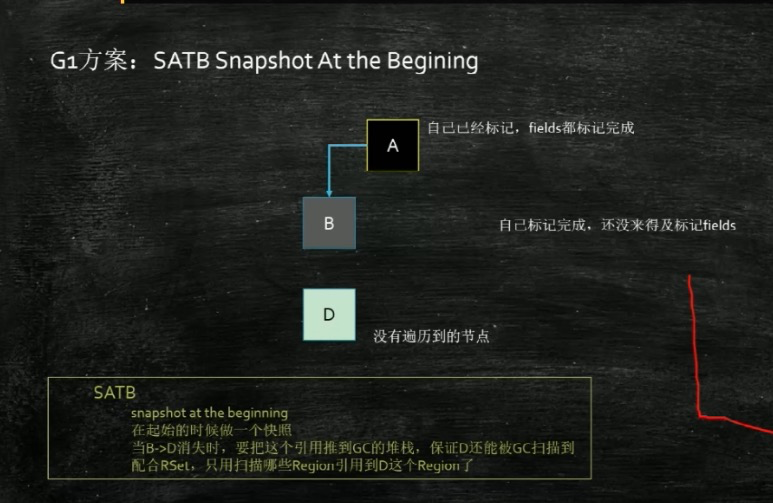 G1方案：SATB Snapshot At the Begining
A
自己已经标记，fields都标记完成
B
自己标记完成，还没来得及标记fields
D
没有遍历到的节点
SATB
snapshot at the beginning
在起始的时候做一个快照
当B->D消失时，要把这个引用推到GC的堆栈，保证D还能被GC扫描到
配合RSet，只用扫描哪些Region引用到D这个Region了